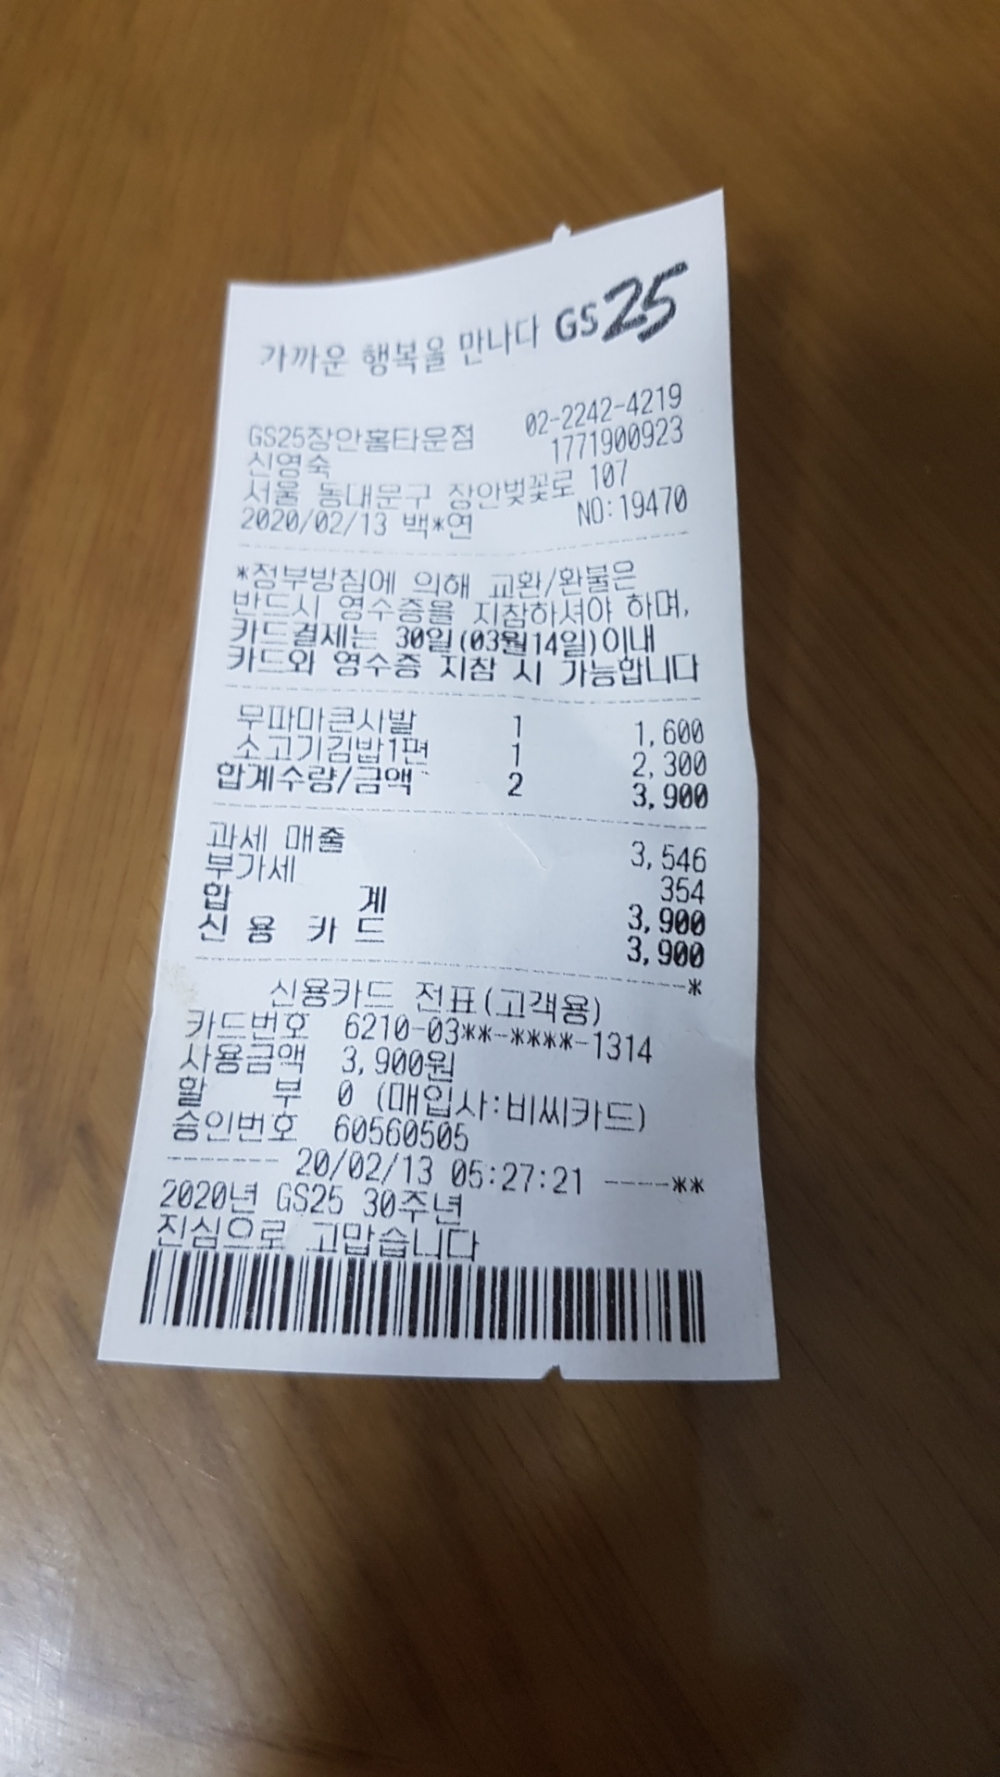 가까운 행복을 만나다 GS25
GS25장안홈타운점 02-2242-4219
신영숙 1771900923
서울 동대문구 장안벚꽃로 107
2020/02/13 백*연 NO:19470
*정부방침에 의해 교환/환불은
반드시 영수증을 지참하셔야 하며,
카드결제는 30일(03월14일)이내
카드와 영수증 지참 시 가능합니다
무파마큰사발 1 1,600
소고기김밥1편 1 2,300
합계수량/금액 2 3,900
과세 매출 3,546
부가세 354
합 계 3,900
신 용 카 드 3,900
*
신용카드 전표(고객용)
카드번호 6210-03**-****-1314
사용금액 3,900원
할 부 0 (매입사:비씨카드)
승인번호 60560505
------- 20/02/13 05:27:21 ----**
2020년 GS25 30주년
진심으로 고맙습니다